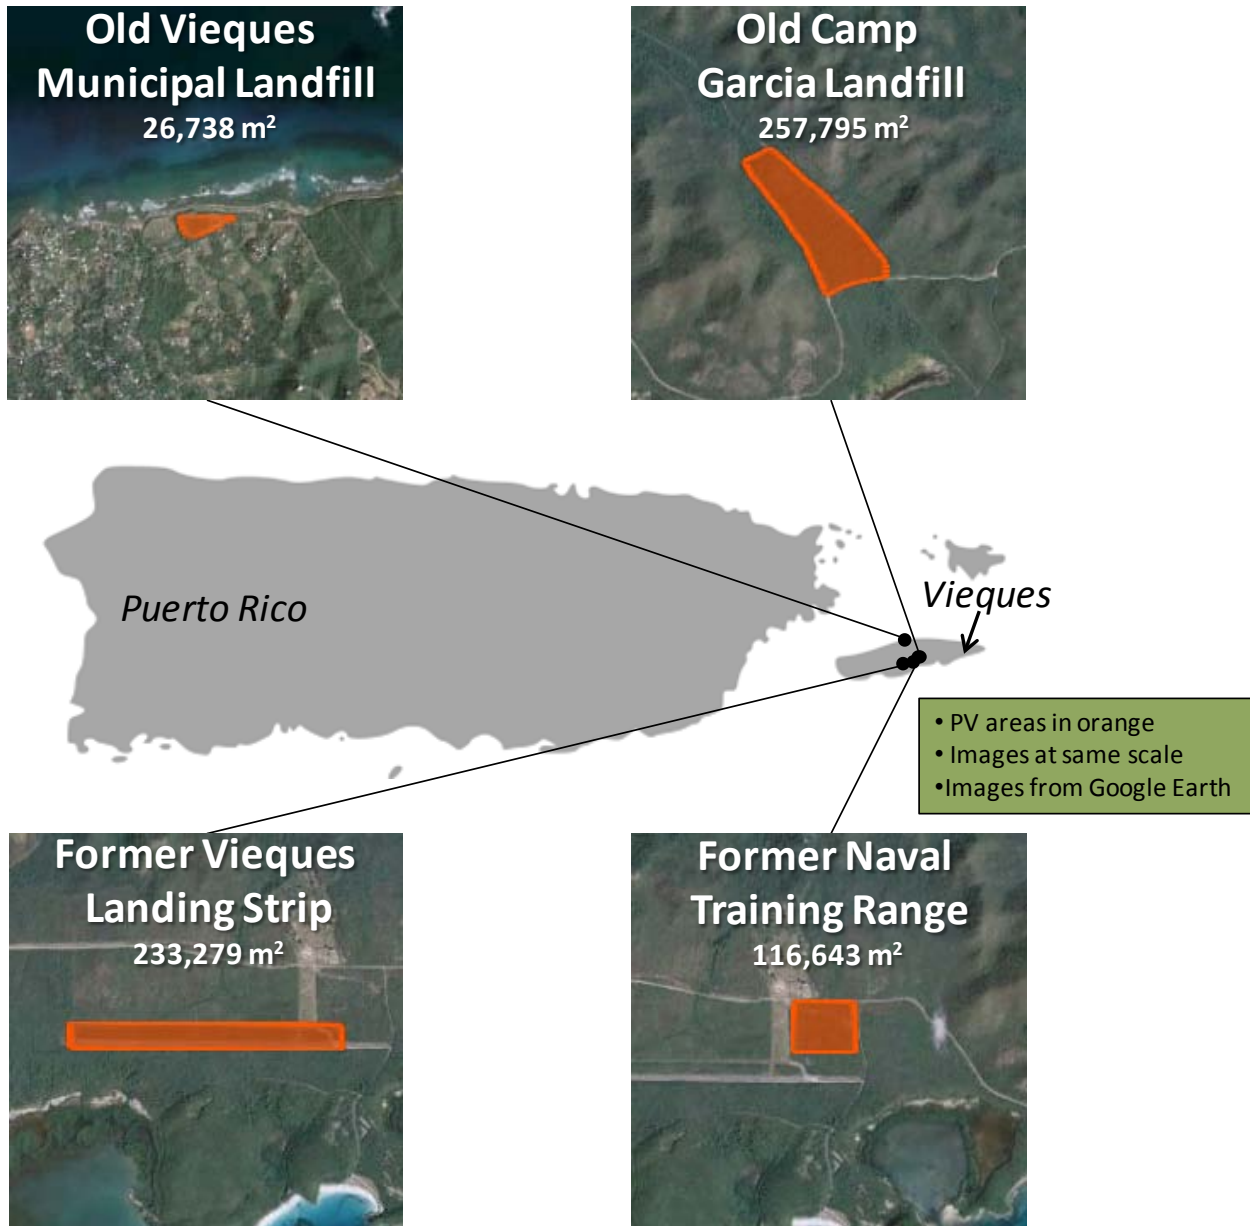 Old Vieques
Municipal Landfill
26,738 m²
Old Camp
Garcia Landfill
257,795 m²
Puerto Rico
Vieques
• PV areas in orange
• Images at same scale
•Images from Google Earth
Former Vieques
Landing Strip
233,279 m²
Former Naval
Training Range
116,643 m²